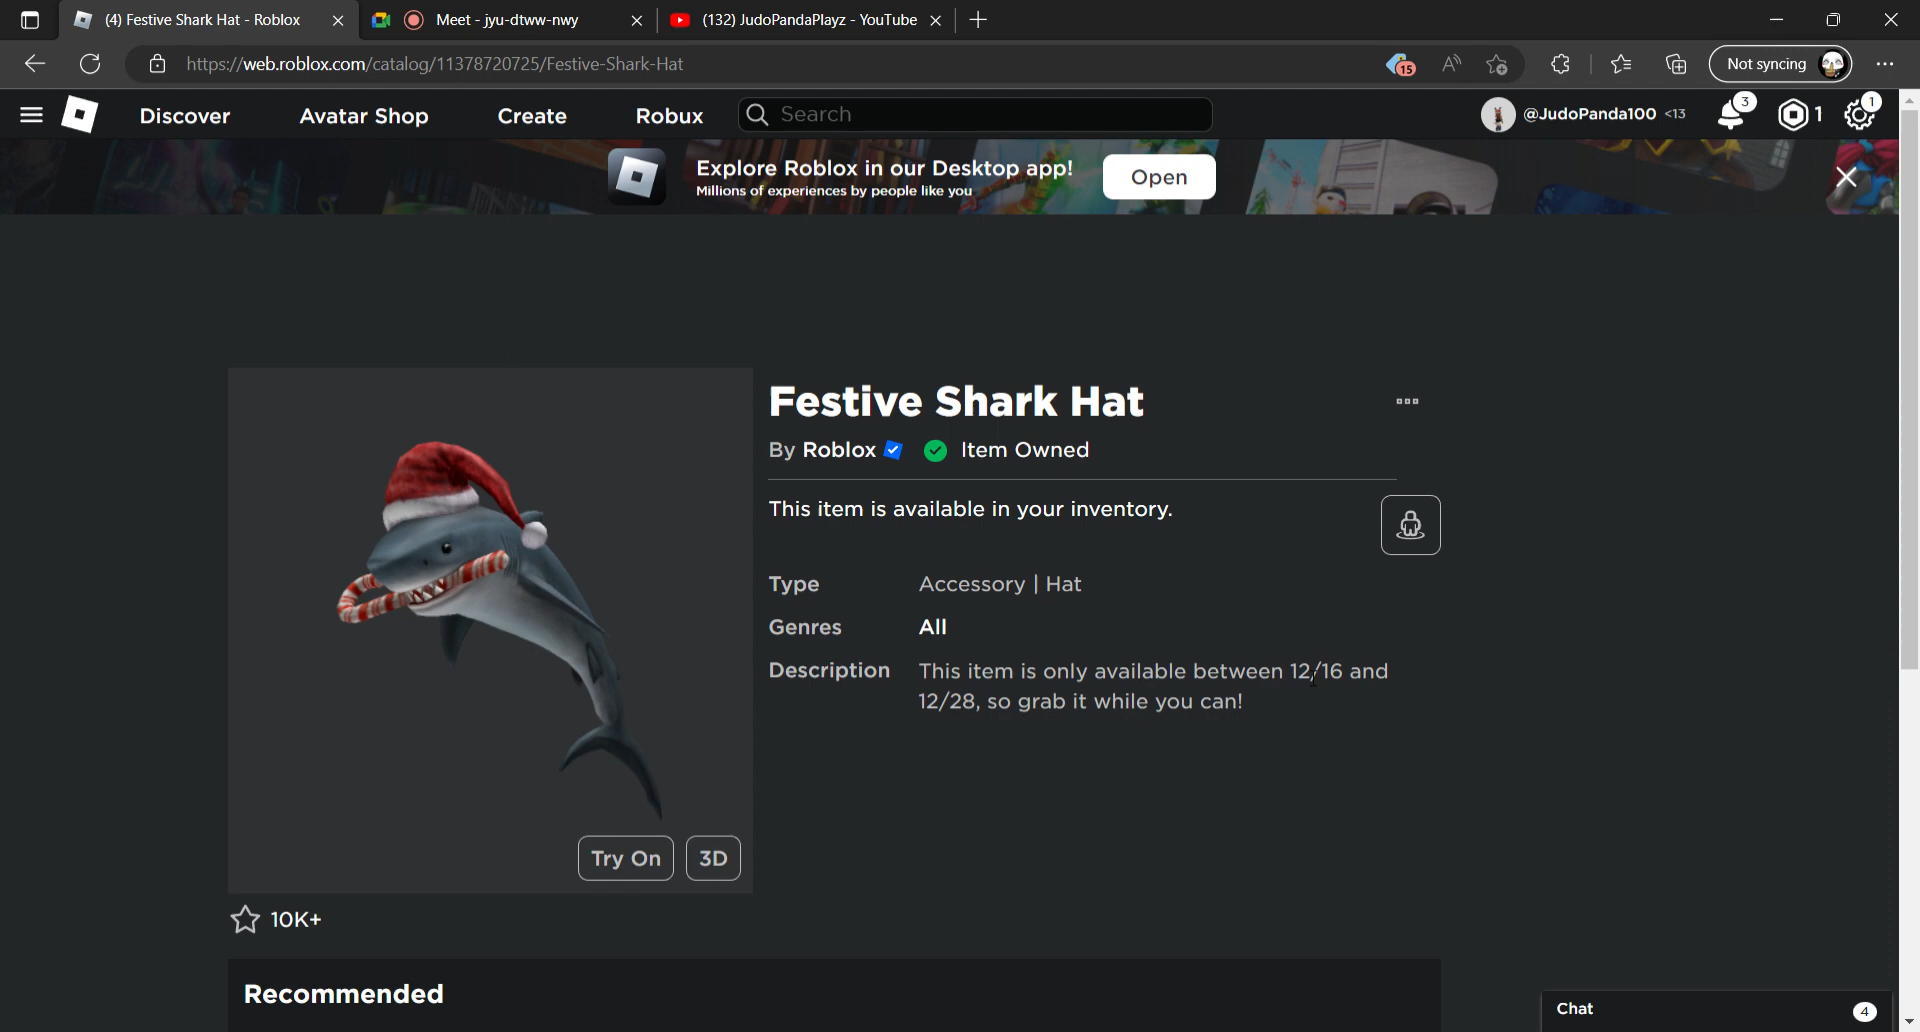 (4) Festive Shark Hat - Roblox
Meet - jyu-dtww-nwy
(132) JudoPandaPlayz - YouTube
https://web.roblox.com/catalog/11378720725/Festive-Shark-Hat
15
Not syncing
Discover
Avatar Shop
Create
Robux
Search
@JudoPanda100 <13
3
1
1
Explore Roblox in our Desktop app!
Millions of experiences by people like you
Open
Festive Shark Hat
By Roblox
Item Owned
This item is available in your inventory.
Type Accessory | Hat
Genres All
Description This item is only available between 12/16 and
12/28, so grab it while you can!
Try On
3D
10K+
Recommended
Chat
4